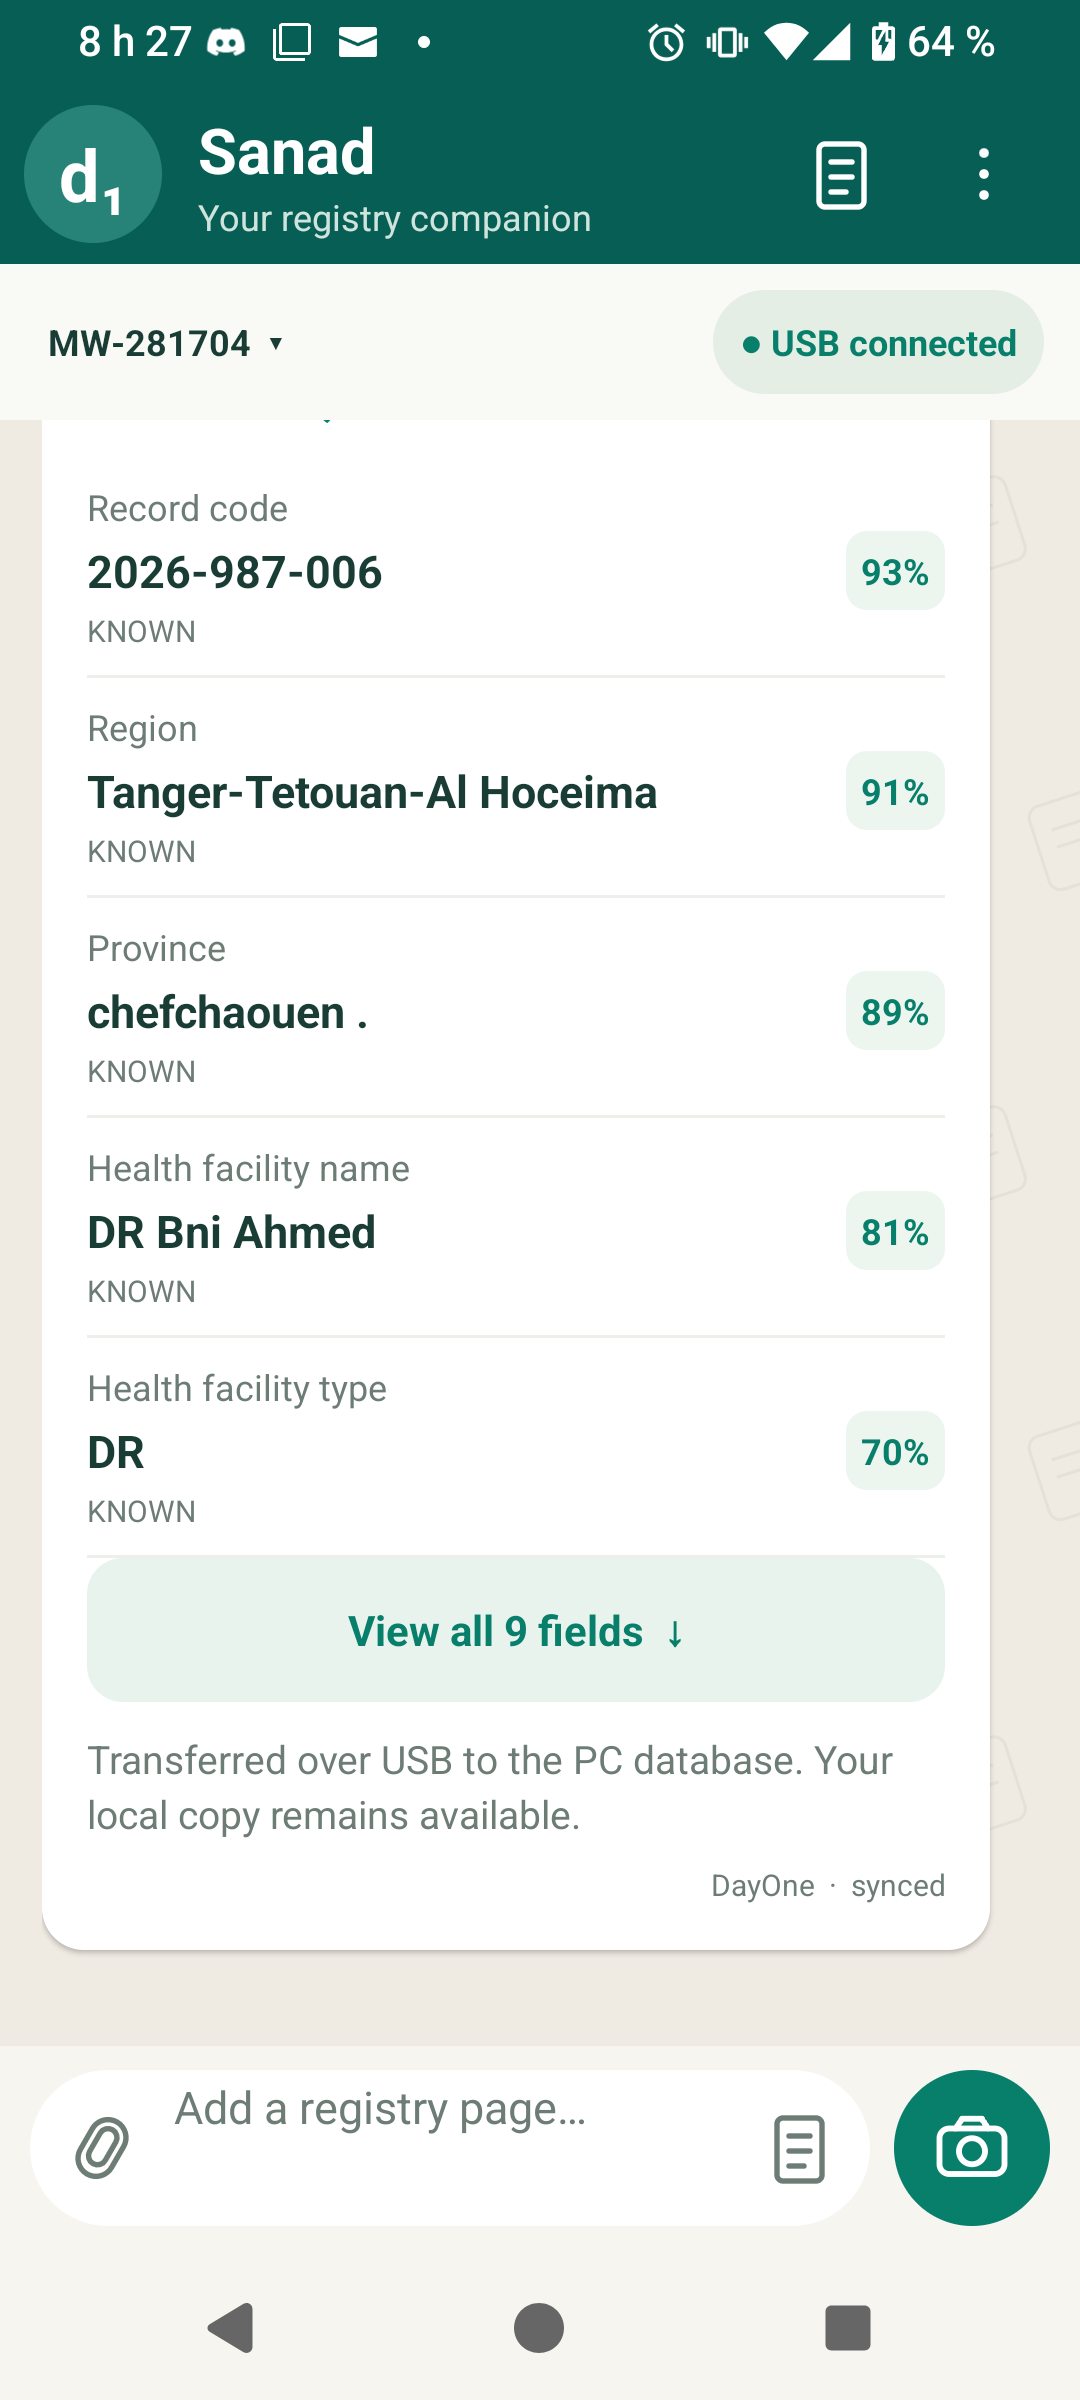 8 h 27
64 %
d1
Sanad
Your registry companion
MW-281704 ▼
USB connected
Record code
2026-987-006
93%
KNOWN
Region
Tanger-Tetouan-Al Hoceima
91%
KNOWN
Province
chefchaouen .
89%
KNOWN
Health facility name
DR Bni Ahmed
81%
KNOWN
Health facility type
DR
70%
KNOWN
View all 9 fields ↓
Transferred over USB to the PC database. Your
local copy remains available.
DayOne · synced
Add a registry page…